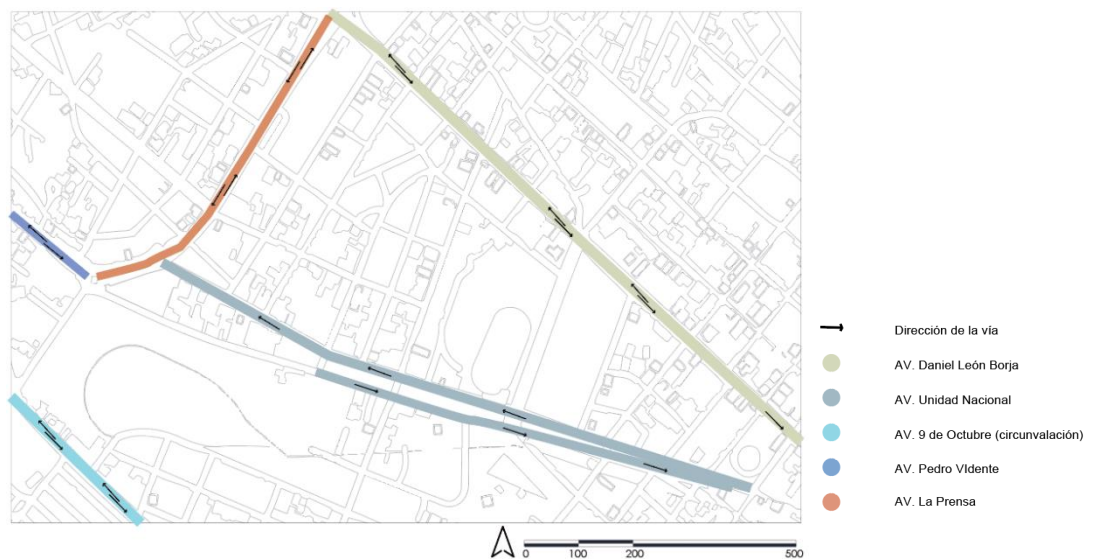 Dirección de la vía
AV. Daniel León Borja
AV. Unidad Nacional
AV. 9 de Octubre (circunvalación)
AV. Pedro VIdente
AV. La Prensa
0 100 200 500